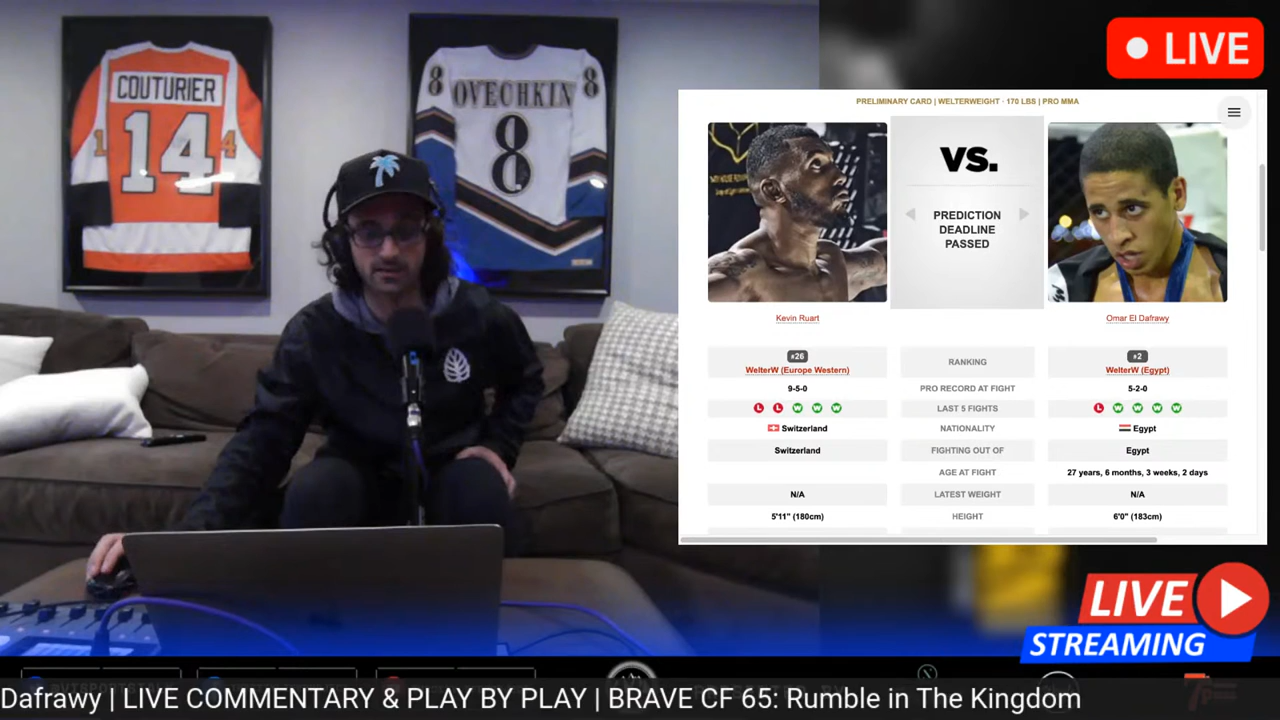 COUTURIER
14
14
8
OVECHKIN
8
8
LIVE
PRELIMINARY CARD | WELTERWEIGHT · 170 LBS | PRO MMA
VS.
PREDICTION
DEADLINE
PASSED
Kevin Ruart
Omar El Dafrawy
#26
#2
WelterW (Europe Western)
RANKING
WelterW (Egypt)
9-5-0
PRO RECORD AT FIGHT
5-2-0
L L W W W
LAST 5 FIGHTS
L W W W W
Switzerland
NATIONALITY
Egypt
Switzerland
FIGHTING OUT OF
Egypt
AGE AT FIGHT
27 years, 6 months, 3 weeks, 2 days
N/A
LATEST WEIGHT
N/A
5'11" (180cm)
HEIGHT
6'0" (183cm)
LIVE
STREAMING
Dafrawy | LIVE COMMENTARY & PLAY BY PLAY | BRAVE CF 65: Rumble in The Kingdom